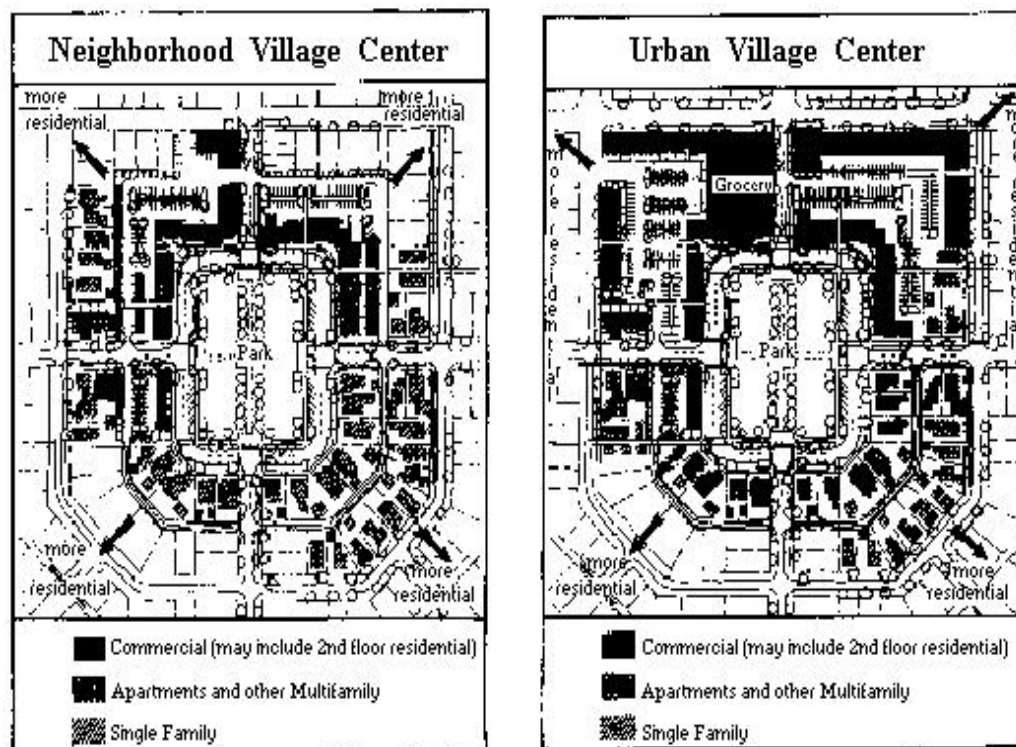 Neighborhood Village Center
more
residential
more
residential
Park
more
residential
more
residential
Commercial (may include 2nd floor residential)
Apartments and other Multifamily
Single Family
Urban Village Center
more residential
more residential
Grocery
Park
more
residential
more
residential
Commercial (may include 2nd floor residential)
Apartments and other Multifamily
Single Family